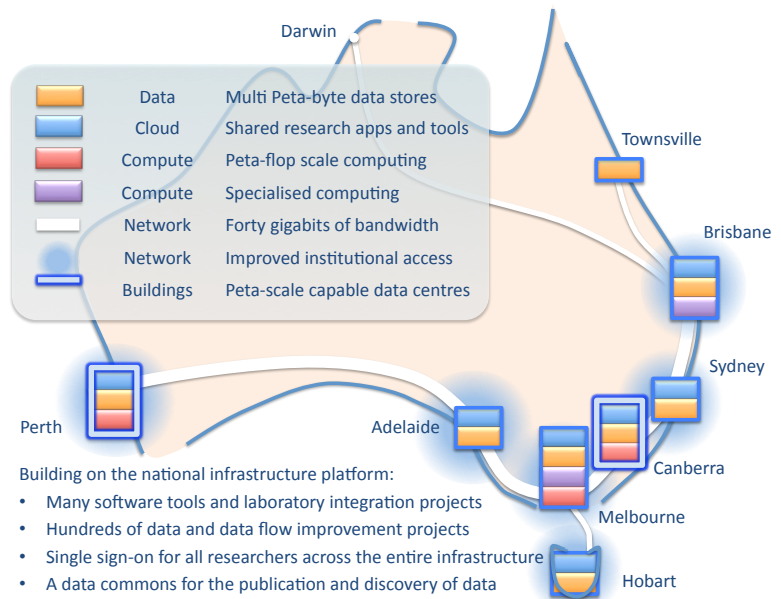 Darwin
Data Multi Peta-byte data stores
Cloud Shared research apps and tools
Compute Peta-flop scale computing
Compute Specialised computing
Network Forty gigabits of bandwidth
Network Improved institutional access
Buildings Peta-scale capable data centres
Townsville
Brisbane
Sydney
Perth
Adelaide
Canberra
Melbourne
Hobart
Building on the national infrastructure platform:
• Many software tools and laboratory integration projects
• Hundreds of data and data flow improvement projects
• Single sign-on for all researchers across the entire infrastructure
• A data commons for the publication and discovery of data